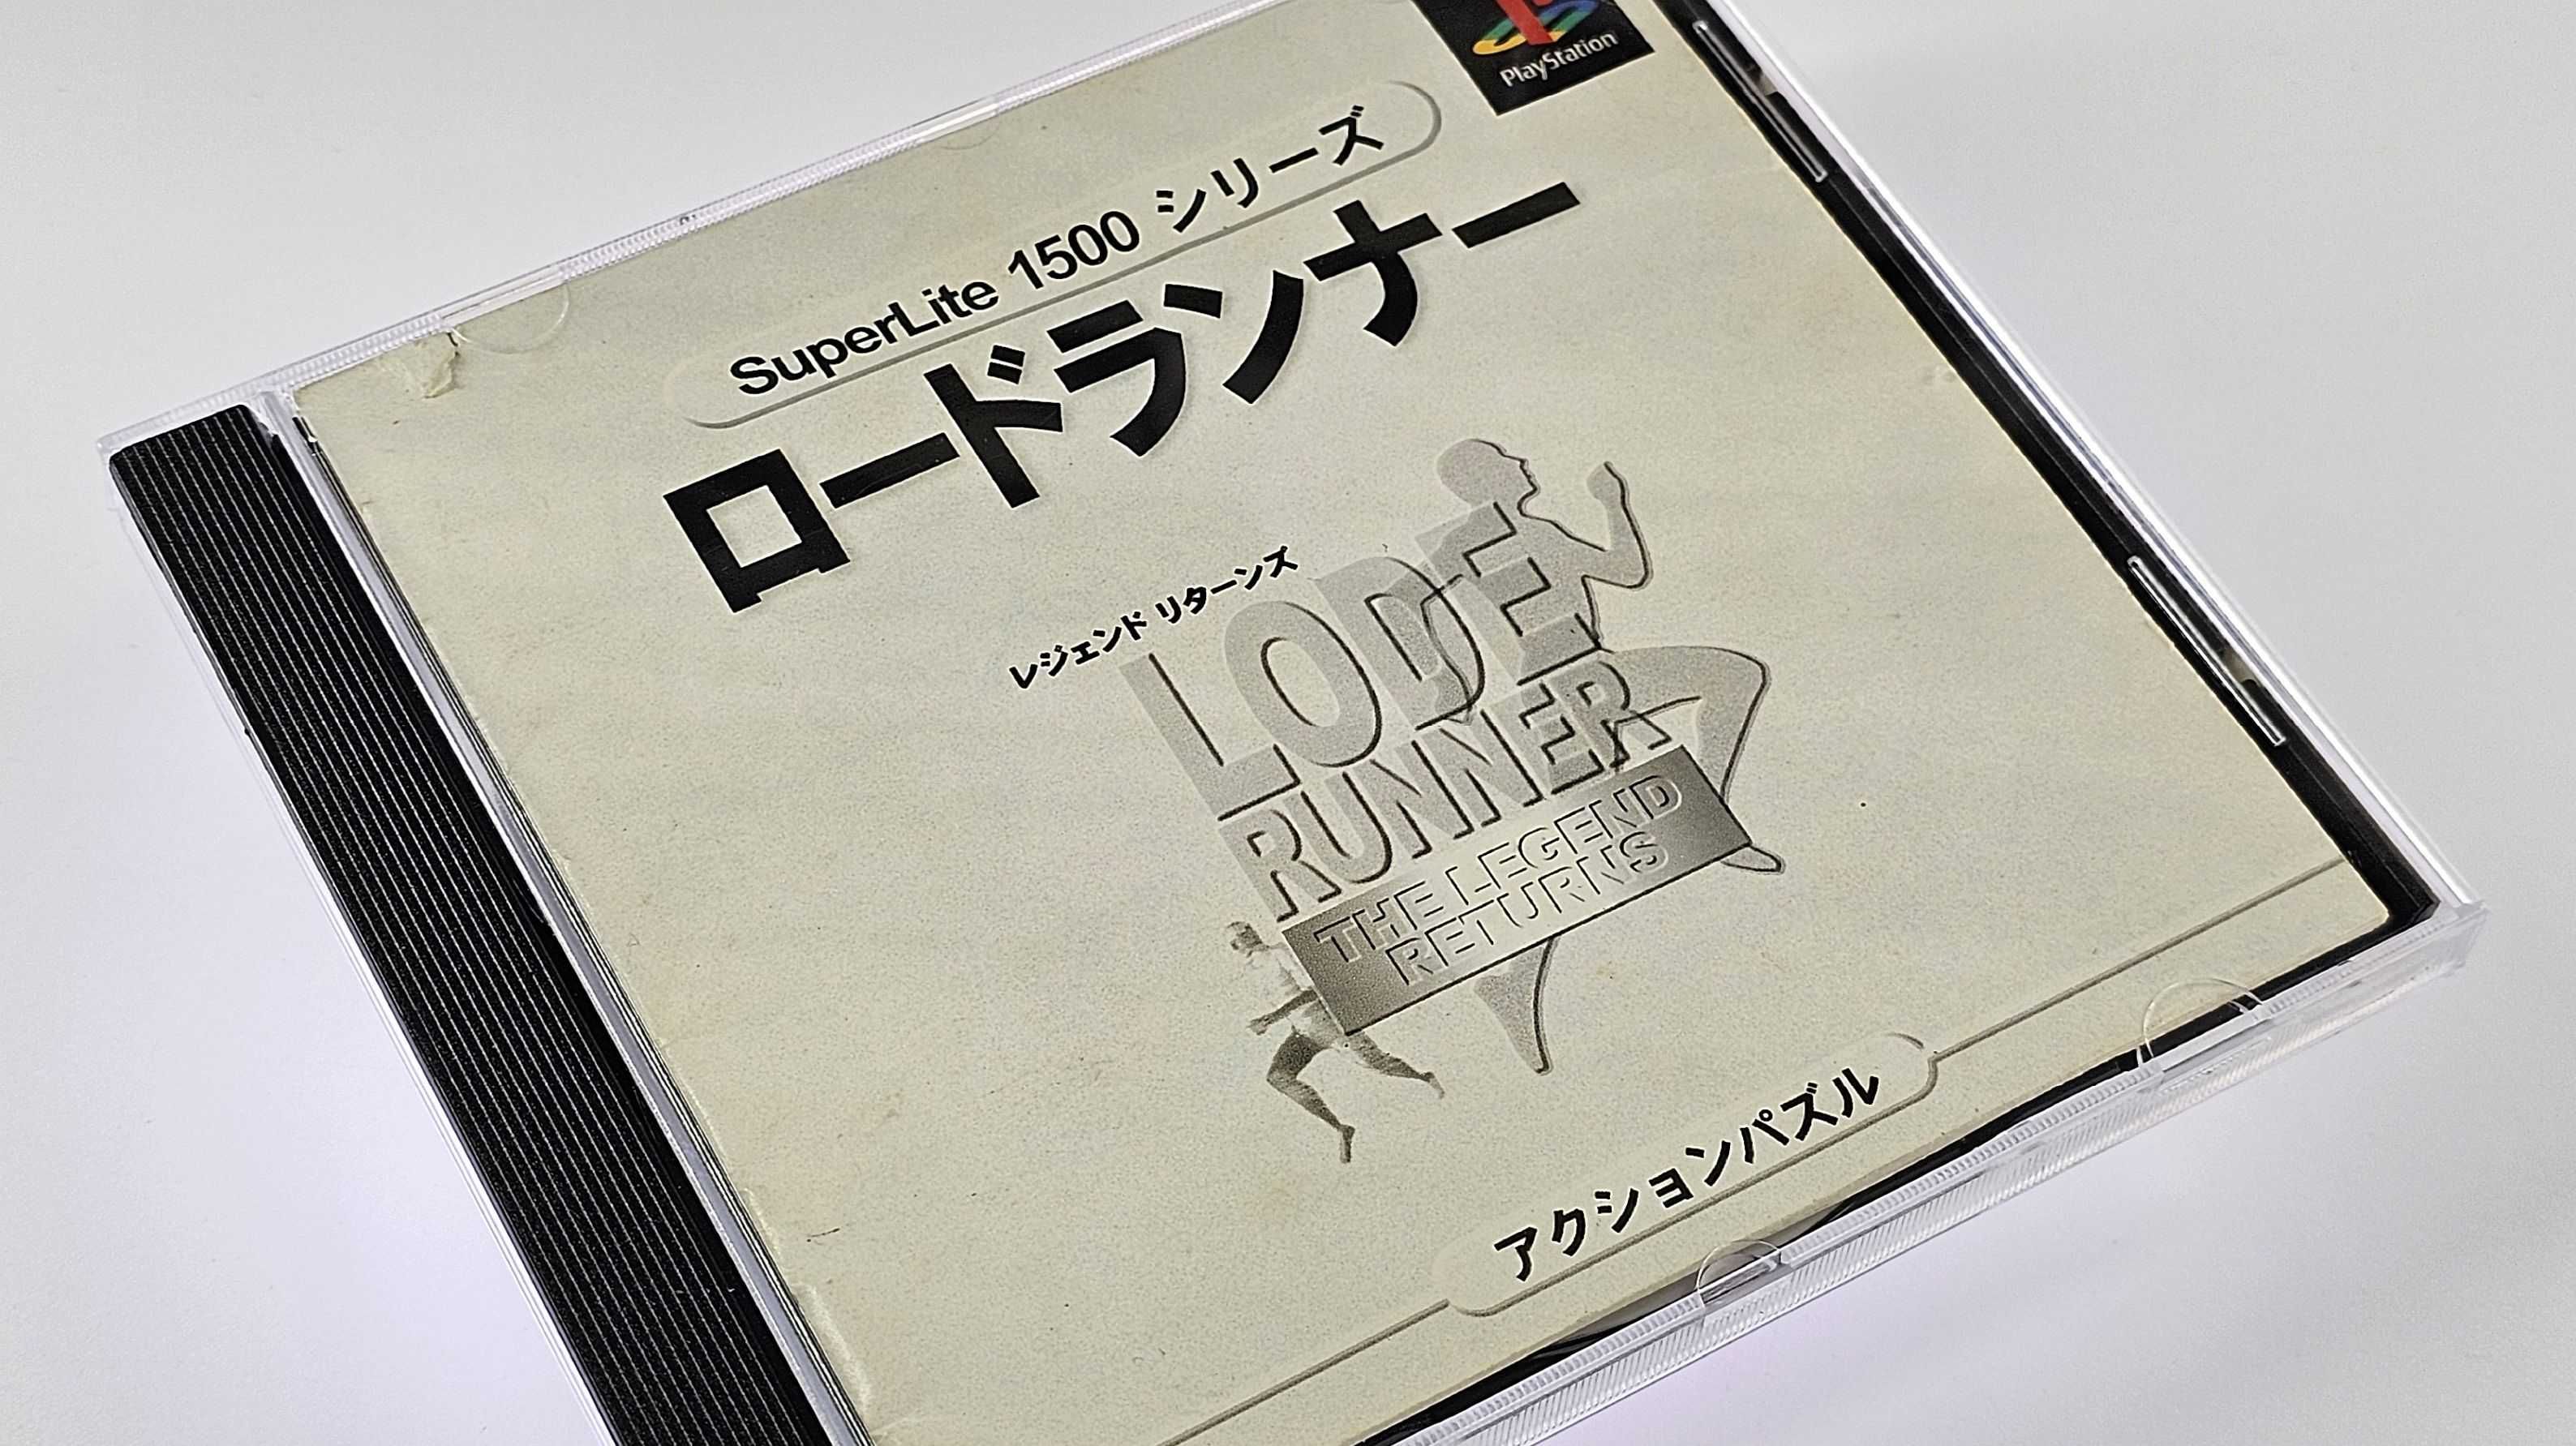 PlayStation
SuperLite 1500 シリーズ
ロードランナー
レジェンド リターンズ
LODE
RUNNER
THE LEGEND
RETURNS
アクションパズル